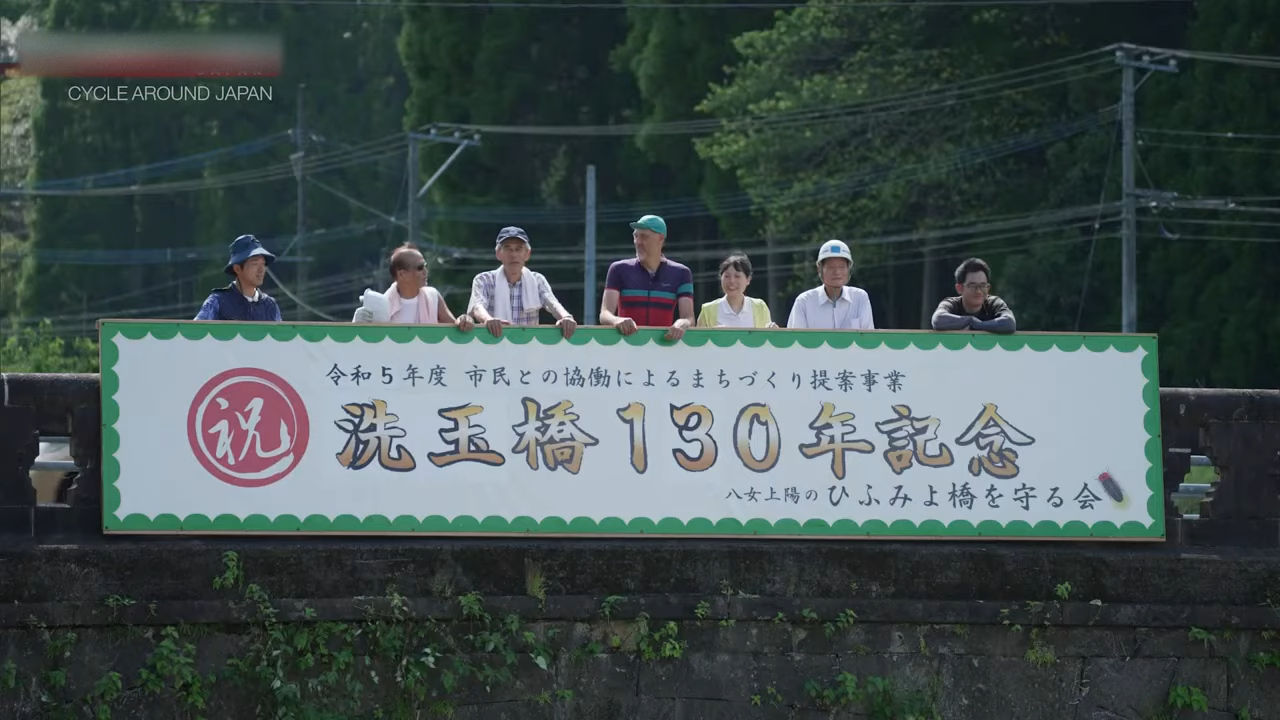 CYCLE AROUND JAPAN
令和5年度 市民との協働によるまちづくり提案事業
祝
洗玉橋130年記念
八女上陽のひふみよ橋を守る会